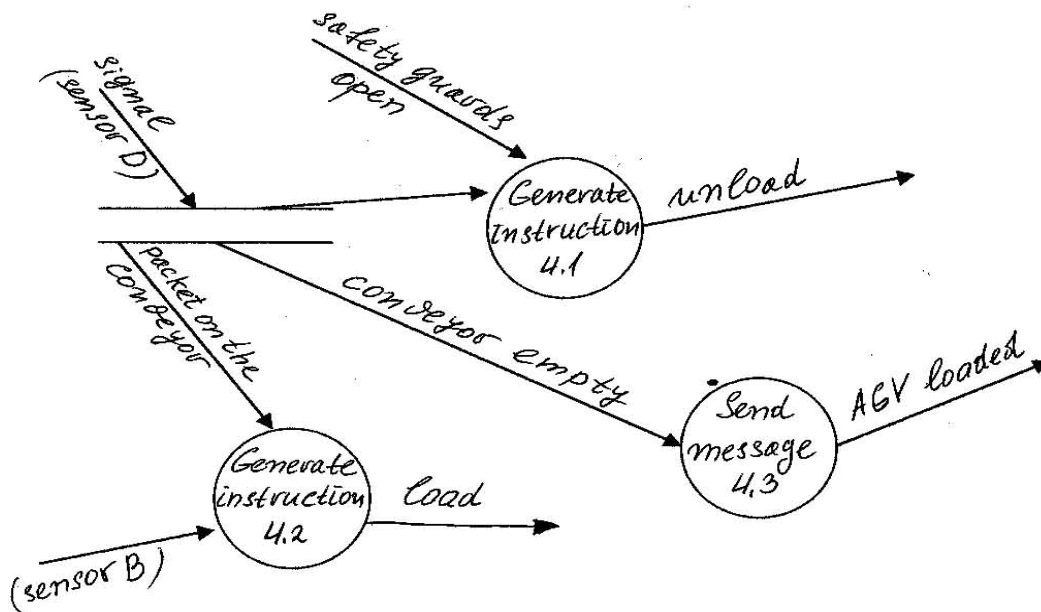 signal
(sensor D)
safety guards
open
Generate
instruction
4.1
unload
packet on the
conveyor
conveyor empty
Send
message
4.3
AGV loaded
Generate
instruction
4.2
load
(sensor B)